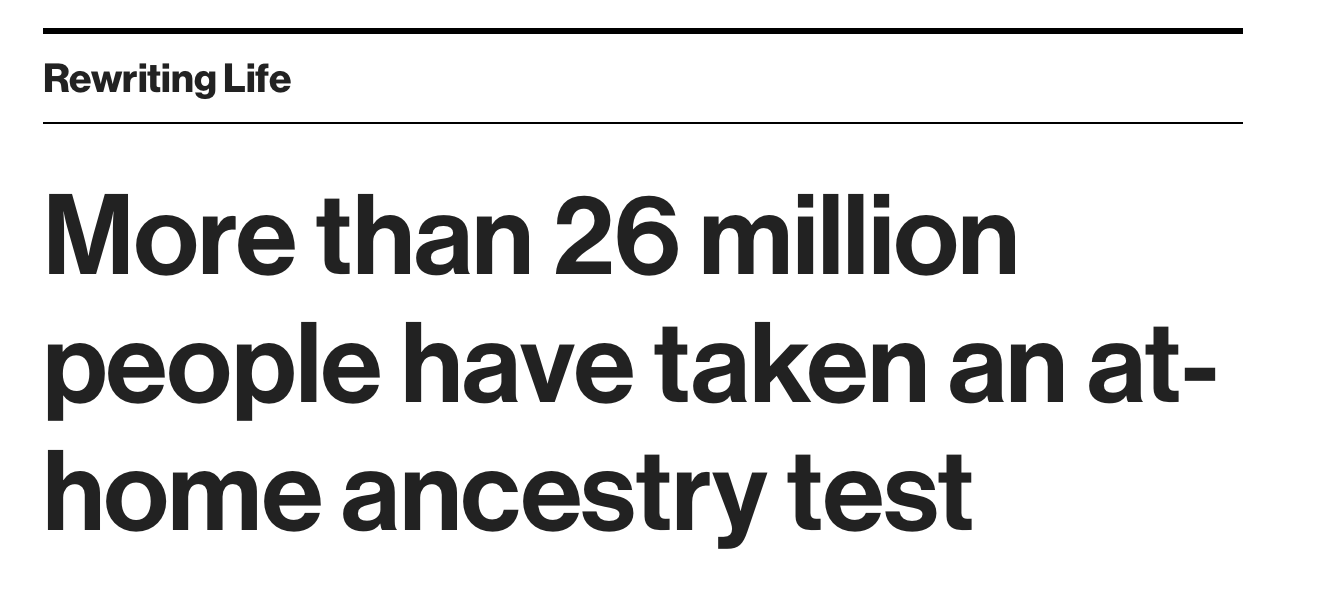 Rewriting Life
More than 26 million
people have taken an at-
home ancestry test